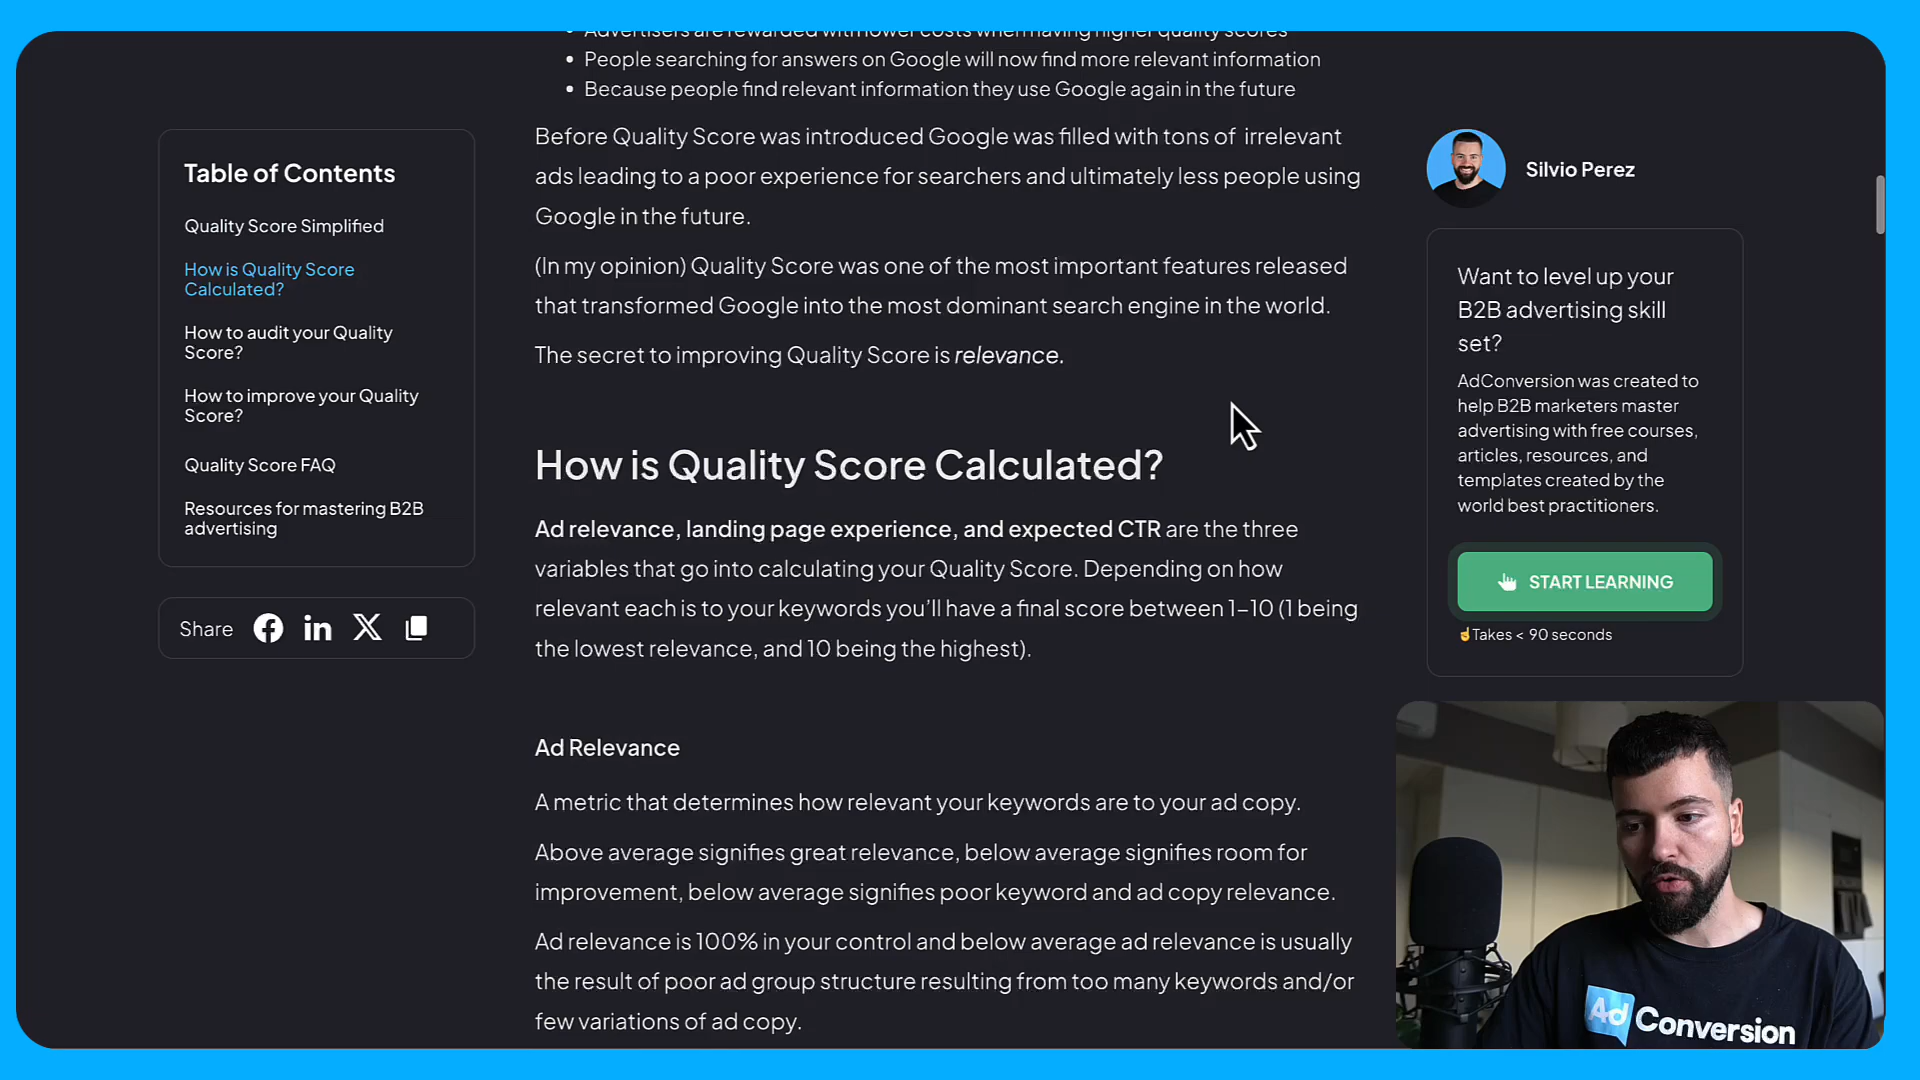 Advertisers are rewarded with lower costs when having higher quality scores
• People searching for answers on Google will now find more relevant information
• Because people find relevant information they use Google again in the future
Before Quality Score was introduced Google was filled with tons of irrelevant
ads leading to a poor experience for searchers and ultimately less people using
Google in the future.
(In my opinion) Quality Score was one of the most important features released
that transformed Google into the most dominant search engine in the world.
The secret to improving Quality Score is relevance.
How is Quality Score Calculated?
Ad relevance, landing page experience, and expected CTR are the three
variables that go into calculating your Quality Score. Depending on how
relevant each is to your keywords you'll have a final score between 1–10 (1 being
the lowest relevance, and 10 being the highest).
Ad Relevance
A metric that determines how relevant your keywords are to your ad copy.
Above average signifies great relevance, below average signifies room for
improvement, below average signifies poor keyword and ad copy relevance.
Ad relevance is 100% in your control and below average ad relevance is usually
the result of poor ad group structure resulting from too many keywords and/or
few variations of ad copy.
Table of Contents
Quality Score Simplified
How is Quality Score
Calculated?
How to audit your Quality
Score?
How to improve your Quality
Score?
Quality Score FAQ
Resources for mastering B2B
advertising
Share
Silvio Perez
Want to level up your
B2B advertising skill
set?
AdConversion was created to
help B2B marketers master
advertising with free courses,
articles, resources, and
templates created by the
world best practitioners.
START LEARNING
☝Takes < 90 seconds
Ad Conversion